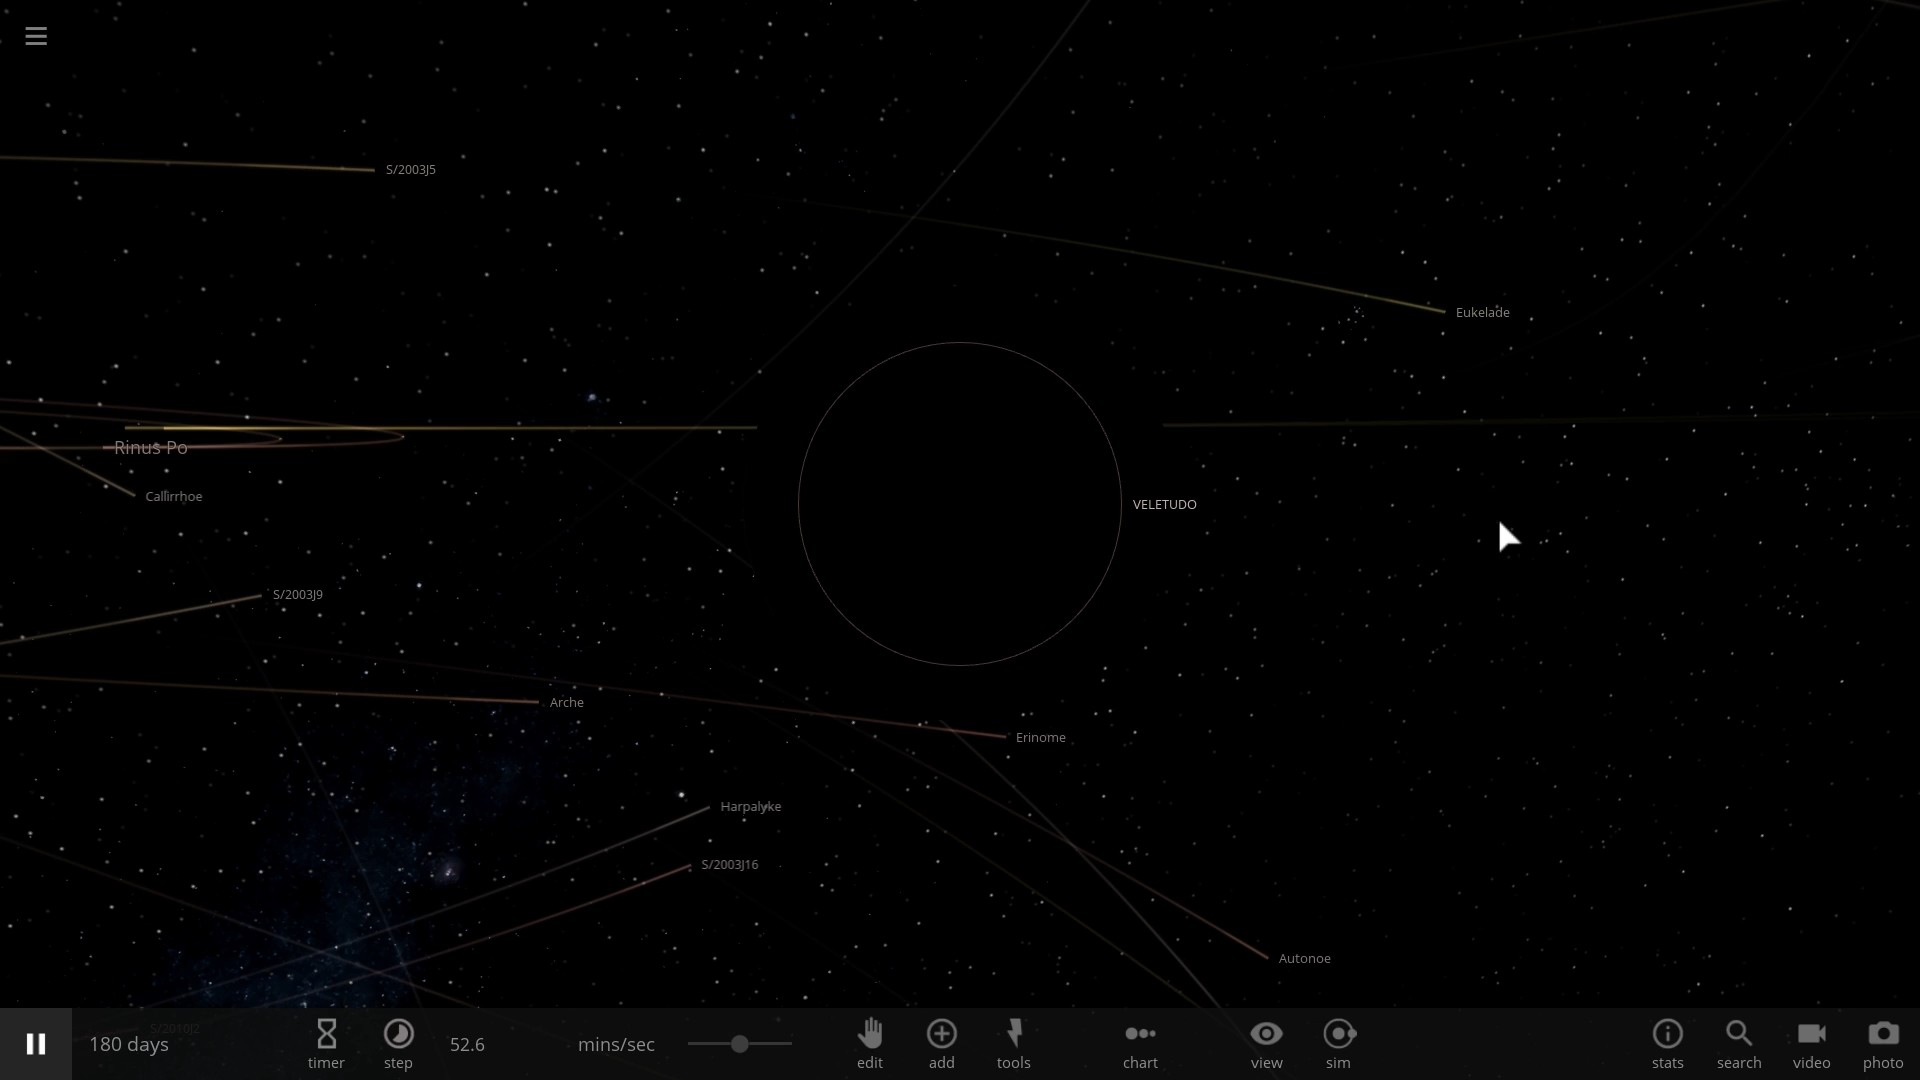 S/2003J5
Eukelade
Rinus Po
Callirrhoe
VELETUDO
S/2003J9
Arche
Erinome
Harpalyke
S/2003J16
Autonoe
S/2010J2
180 days
timer
step
52.6
mins/sec
edit
add
tools
chart
view
sim
stats
search
video
photo